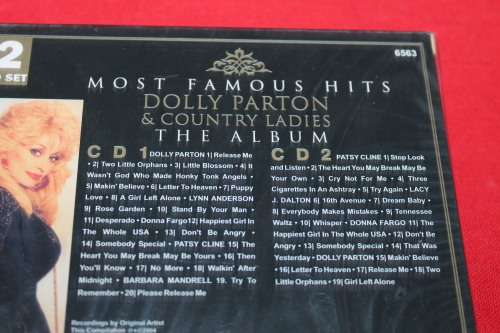 2
CD SET
6563
MOST FAMOUS HITS
DOLLY PARTON
& COUNTRY LADIES
THE ALBUM
CD 1 DOLLY PARTON 1| Release Me
• 2| Two Little Orphans • 3| Little Blossom • 4| It
Wasn't God Who Made Honky Tonk Angels •
5| Makin' Believe • 6| Letter To Heaven • 7| Puppy
Love • 8| A Girl Left Alone • LYNN ANDERSON
9| Rose Garden • 10| Stand By Your Man •
11| Desperado • Donna Fargo12| Happiest Girl In
The Whole USA • 13| Don't Be Angry •
14| Somebody Special • PATSY CLINE 15| The
Heart You May Break May Be Yours • 16| Then
You'll Know • 17| No More • 18| Walkin' After
Midnight • BARBARA MANDRELL 19. Try To
Remember • 20| Please Release Me
CD 2 PATSY CLINE • 1| Stop Look
and Listen • 2| The Heart You May Break May Be
Your Own • 3| Cry Not For Me • 4| Three
Cigarettes In An Ashtray • 5| Try Again • LACY
J. DALTON 6| 16th Avenue • 7| Dream Baby •
8| Everybody Makes Mistakes • 9| Tennessee
Waltz • 10| Whisper • DONNA FARGO 11| The
Happiest Girl In The Whole USA • 12| Don't Be
Angry • 13| Somebody Special • 14| That Was
Yesterday • DOLLY PARTON 15| Makin' Believe
• 16| Letter To Heaven • 17| Release Me • 18| Two
Little Orphans • 19| Girl Left Alone
Recordings by Original Artist
This Compilation